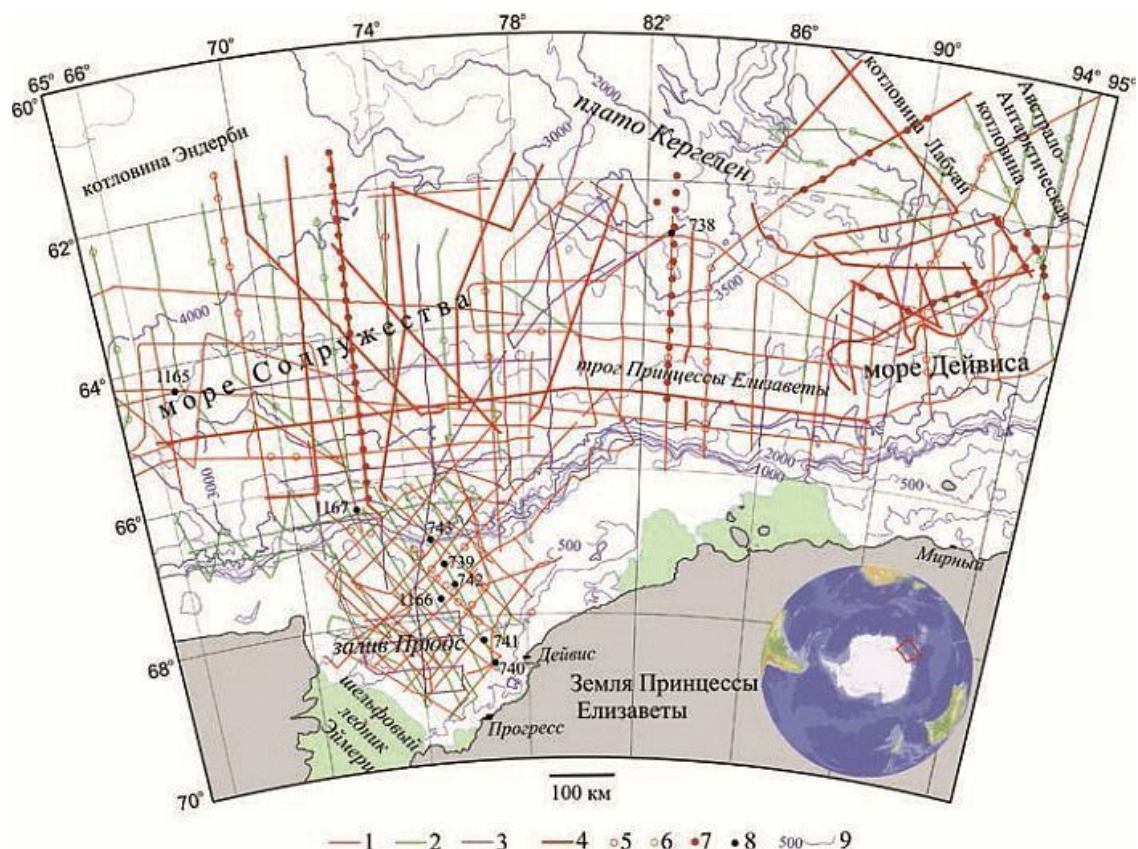 65° 66° 70° 74° 78° 82° 86° 90° 94° 95°
60°
62°
64°
66°
68°
70°
котловина Эндерби
плато Кергелен
котловина
Лабуан
Австрало-
Антарктическая
котловина
2000
3000
738
3500
4000
1165
море Содружества
трог Принцессы Елизаветы
море Дейвиса
3000
2000
1000
500
1167
743
500
739
742
1166
Мирный
залив Прюдс
741
740
Дейвис
шельфовый
ледник
Эймери
Прогресс
Земля Принцессы
Елизаветы
100 км
1 2 3 4 5 6 7 8 500 9